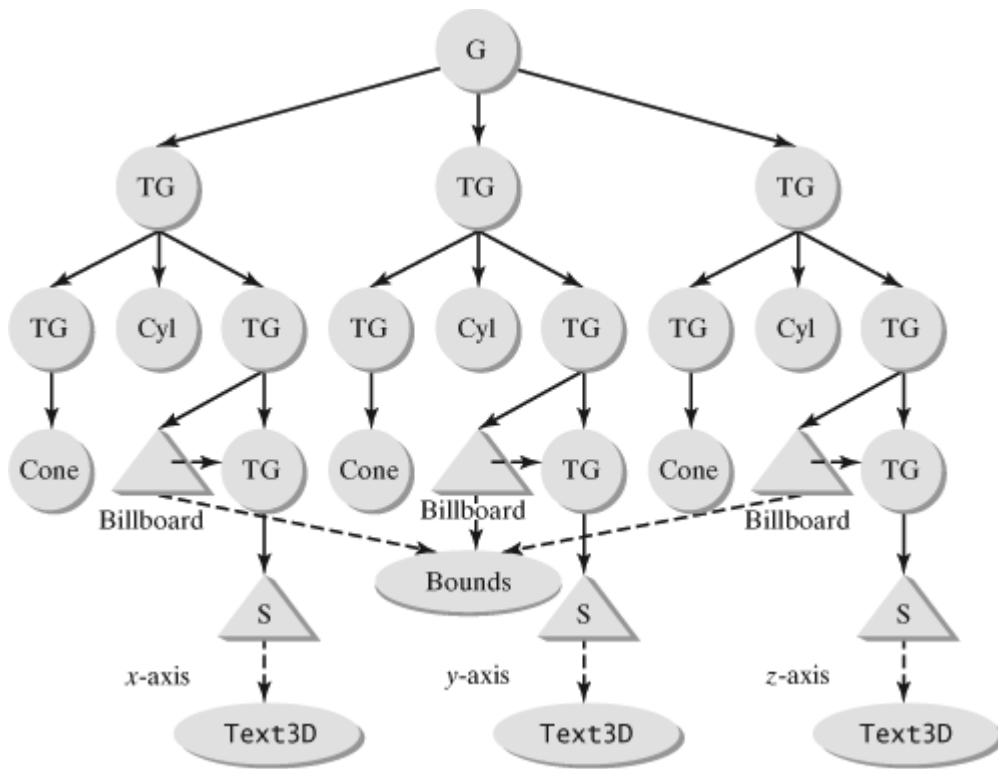 G
TG TG TG
TG Cyl TG TG Cyl TG TG Cyl TG
Cone TG Cone TG Cone TG
Billboard Billboard Billboard
Bounds
S S S
x-axis y-axis z-axis
Text3D Text3D Text3D